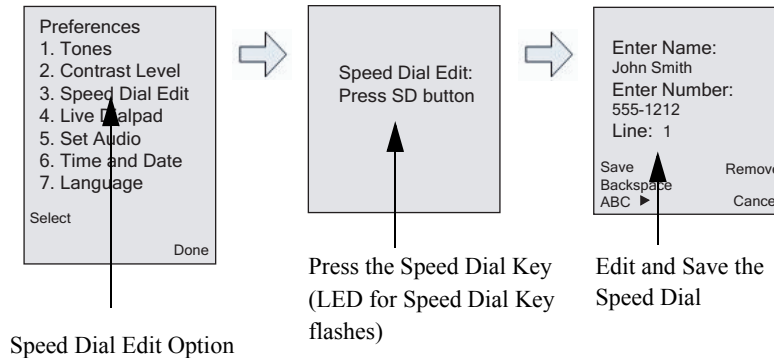 Preferences
1. Tones
2. Contrast Level
3. Speed Dial Edit
4. Live Dialpad
5. Set Audio
6. Time and Date
7. Language
Select
Done
Speed Dial Edit Option
Speed Dial Edit:
Press SD button
Press the Speed Dial Key
(LED for Speed Dial Key
flashes)
Enter Name:
John Smith
Enter Number:
555-1212
Line: 1
Save Remove
Backspace
ABC ▶ Cancel
Edit and Save the
Speed Dial